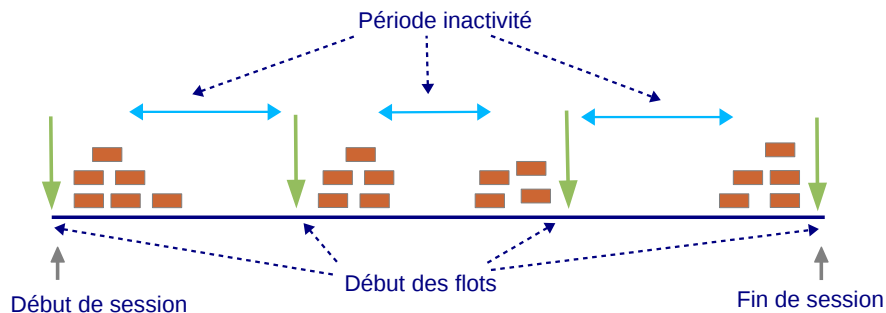 Période inactivité
Début des flots
Début de session
Fin de session